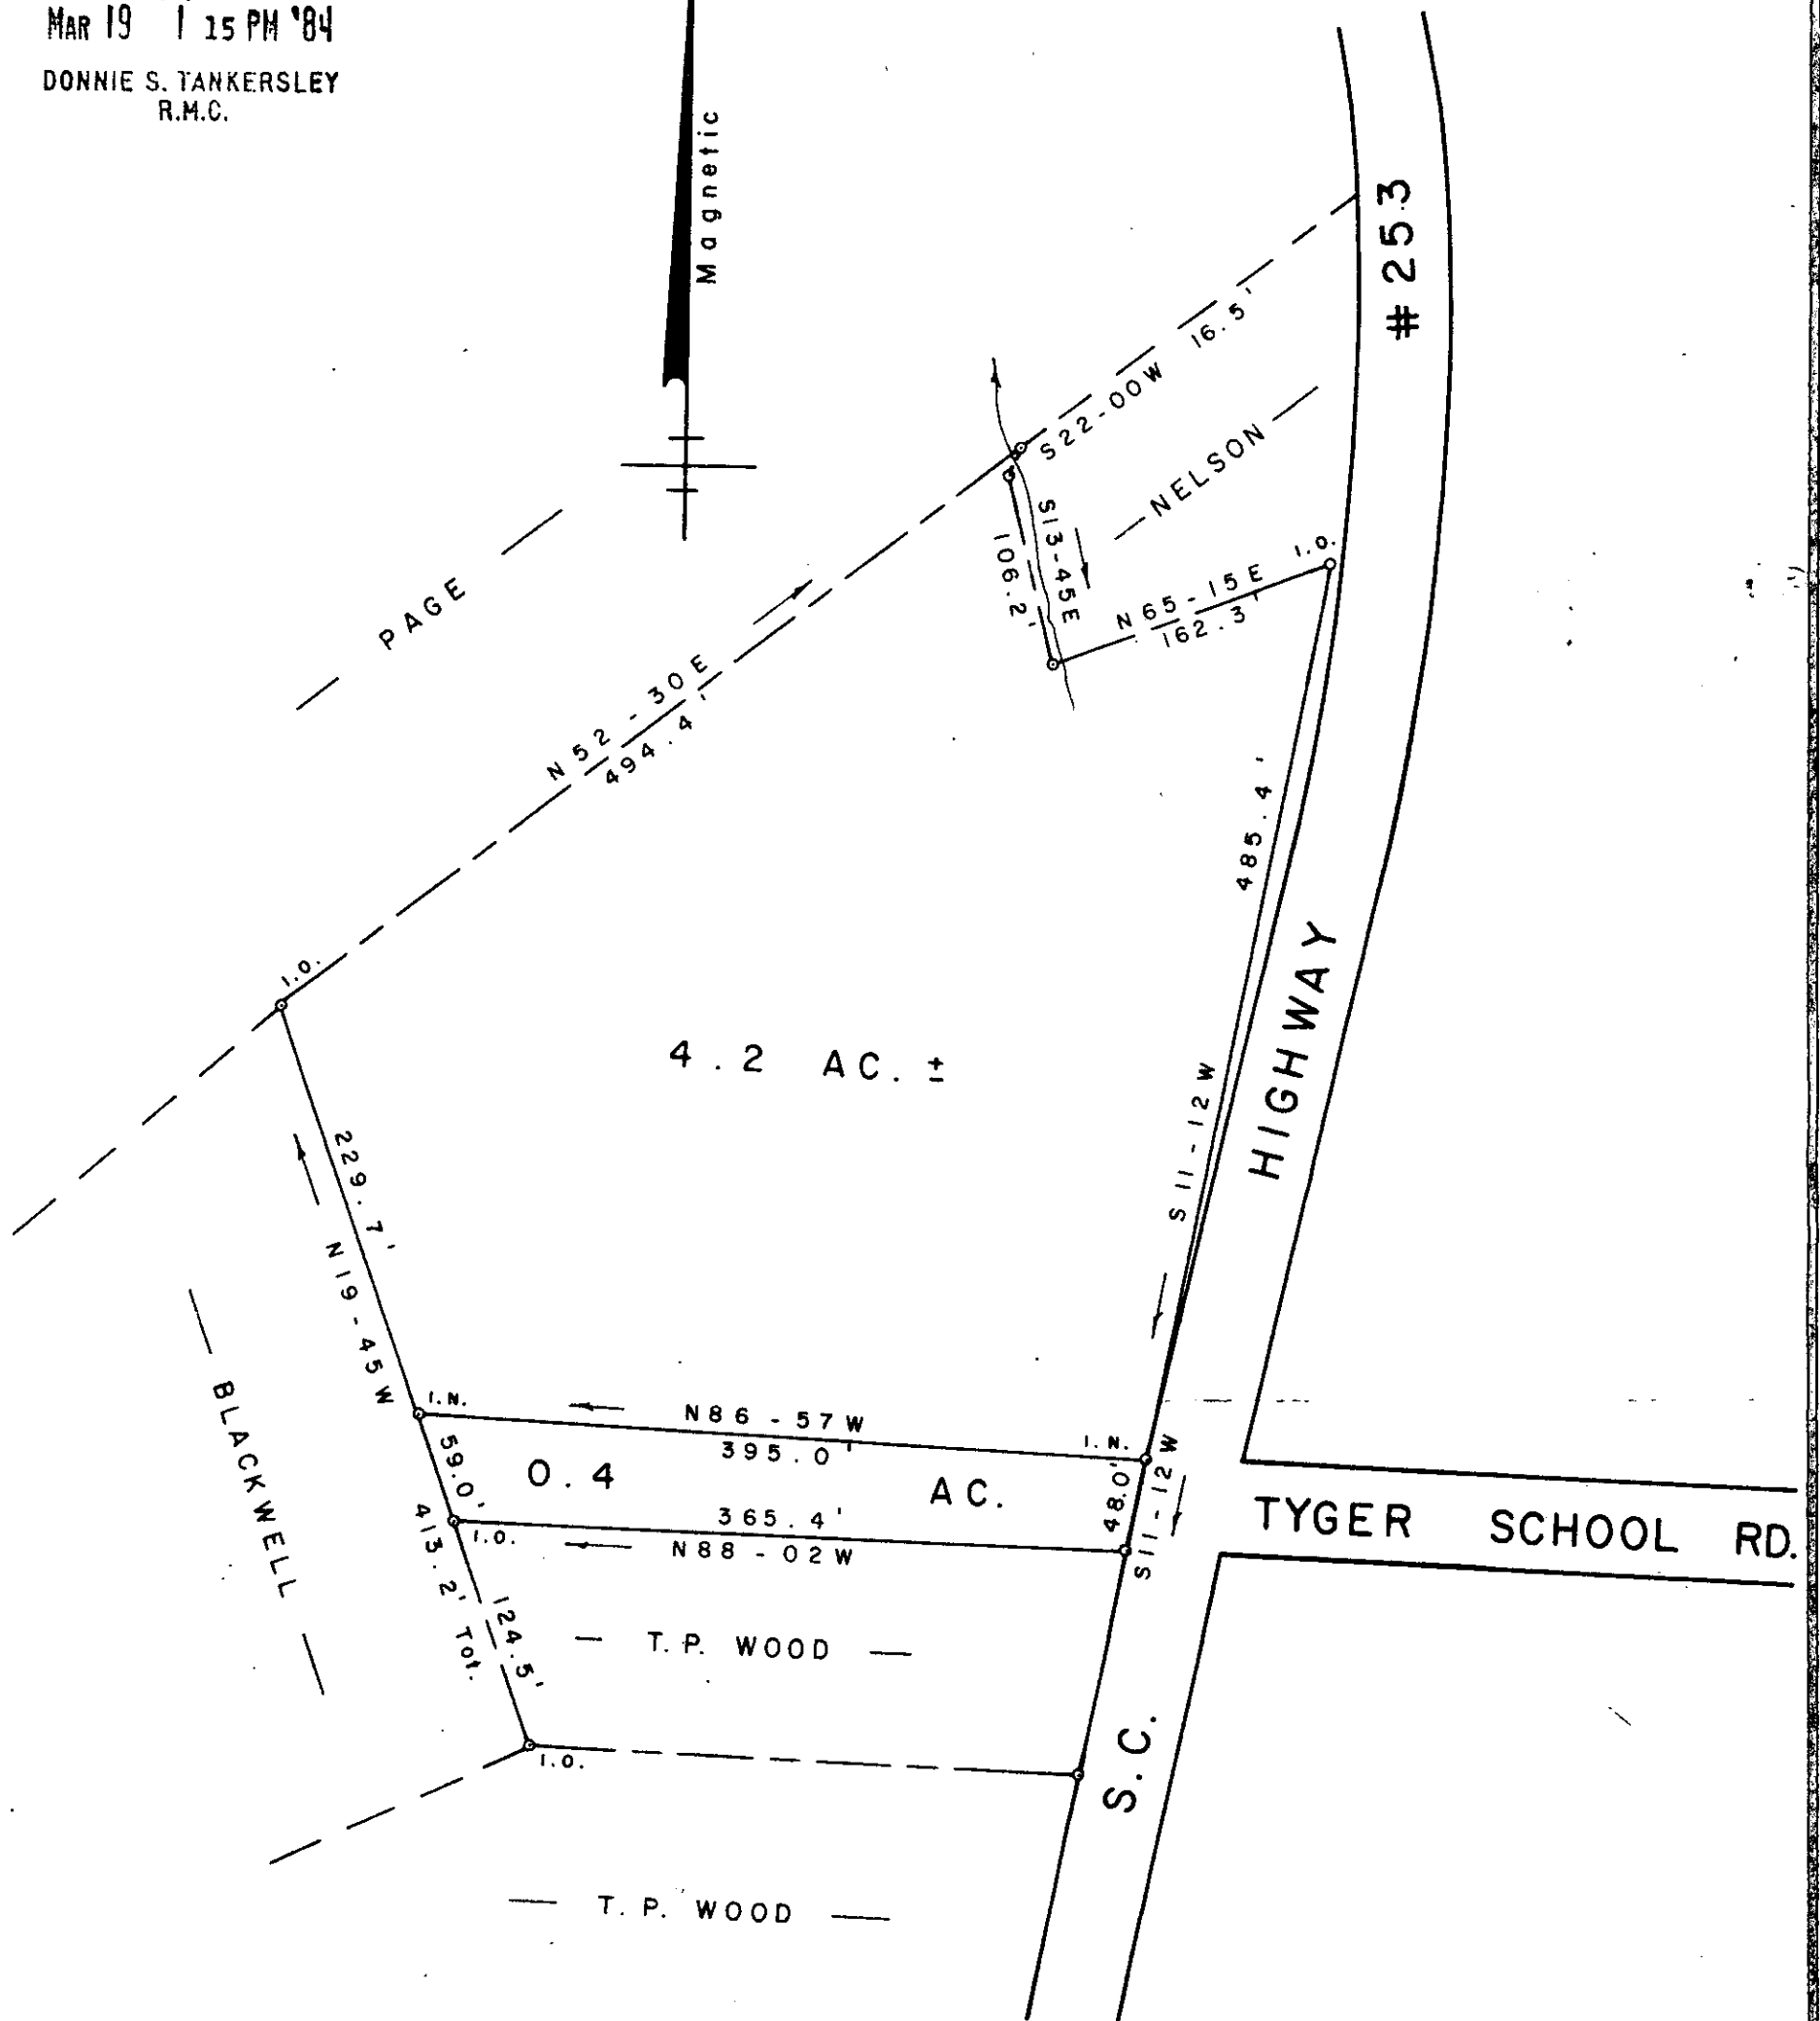 MAR 19 1 15 PM '84
DONNIE S. TANKERSLEY
R.M.C.
Magnetic
#253
S22-00W 16.5'
NELSON
S13-45E
106.2'
I.O.
N65-15E
162.3'
PAGE
N52-30E
494.4'
485.4'
S11-12W
HIGHWAY
I.O.
4.2 AC. ±
229.7'
N19-45W
BLACKWELL
I.N.
N86-57W
395.0'
I.N.
59.0'
0.4 AC.
48.0'
S11-12W
365.4'
N88-02W
I.O.
413.2' Tot.
124.5'
TYGER SCHOOL RD.
T.P. WOOD
I.O.
S.C.
T.P. WOOD